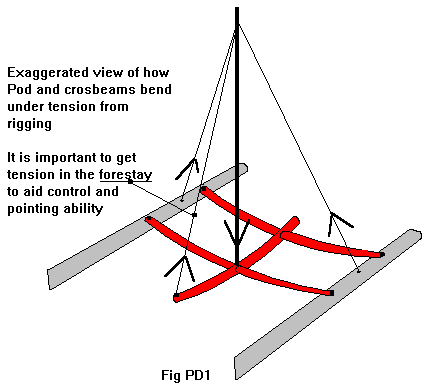 Exaggerated view of how
Pod and crosbeams bend
under tension from
rigging
It is important to get
tension in the forestay
to aid control and
pointing ability
Fig PD1